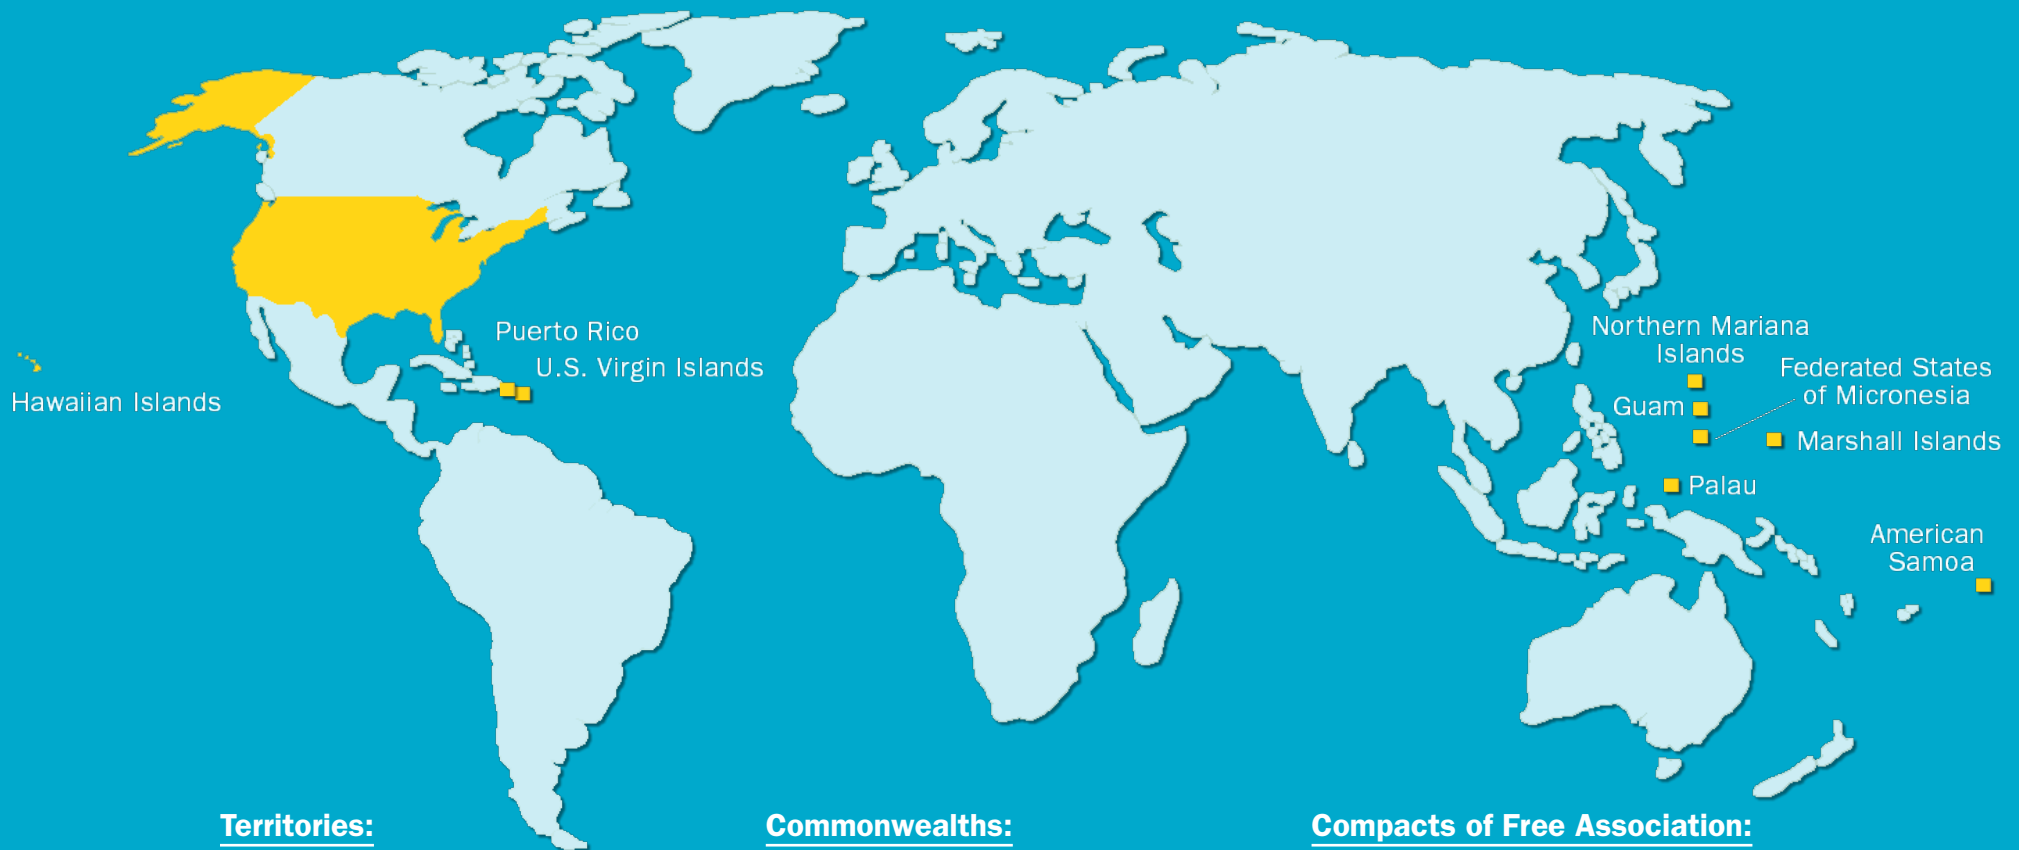 Puerto Rico
U.S. Virgin Islands
Hawaiian Islands
Northern Mariana
Islands
Federated States
of Micronesia
Guam
Marshall Islands
Palau
American
Samoa
Territories:
Commonwealths:
Compacts of Free Association: